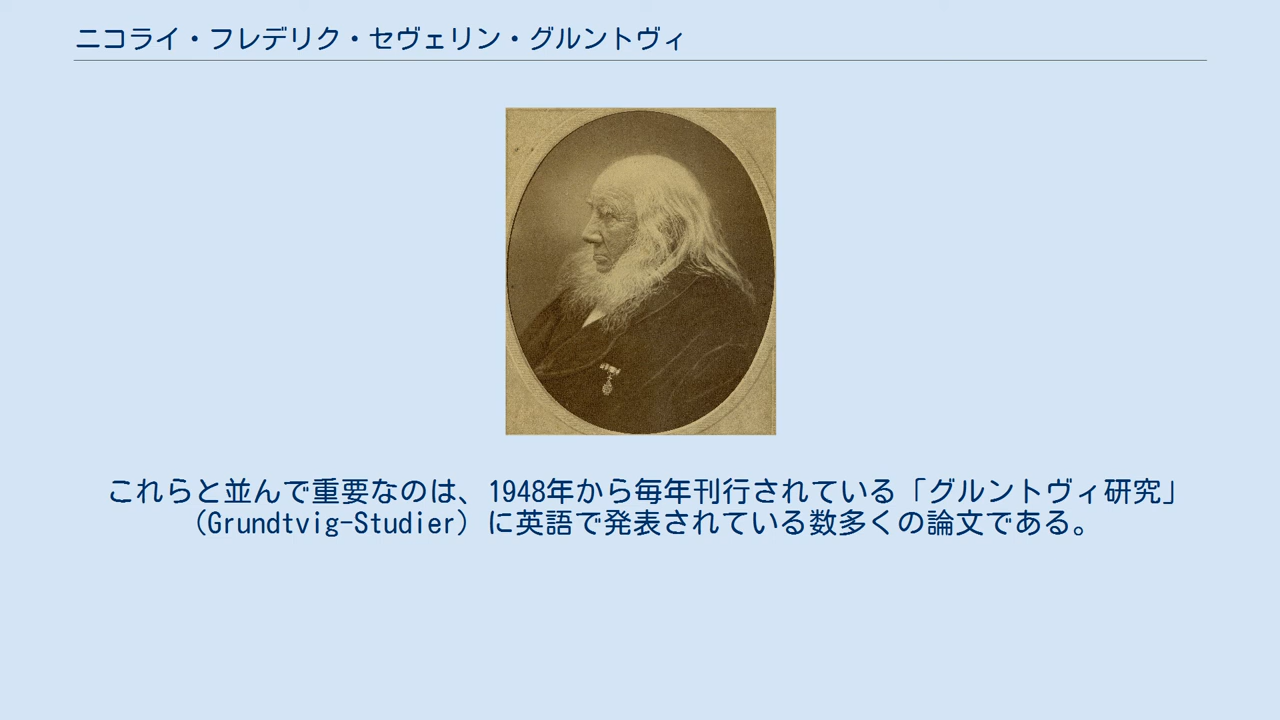 ニコライ・フレデリク・セヴェリン・グルントヴィ
これらと並んで重要なのは、1948年から毎年刊行されている「グルントヴィ研究」
（Grundtvig-Studier）に英語で発表されている数多くの論文である。